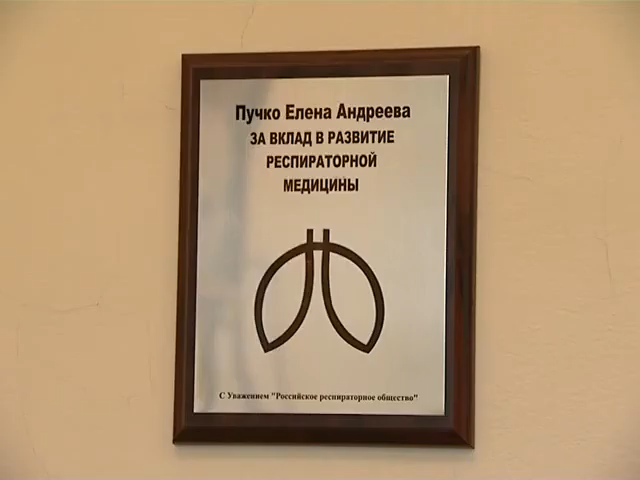 Пучко Елена Андреева
ЗА ВКЛАД В РАЗВИТИЕ
РЕСПИРАТОРНОЙ
МЕДИЦИНЫ
С Уважением "Российское респираторное общество"